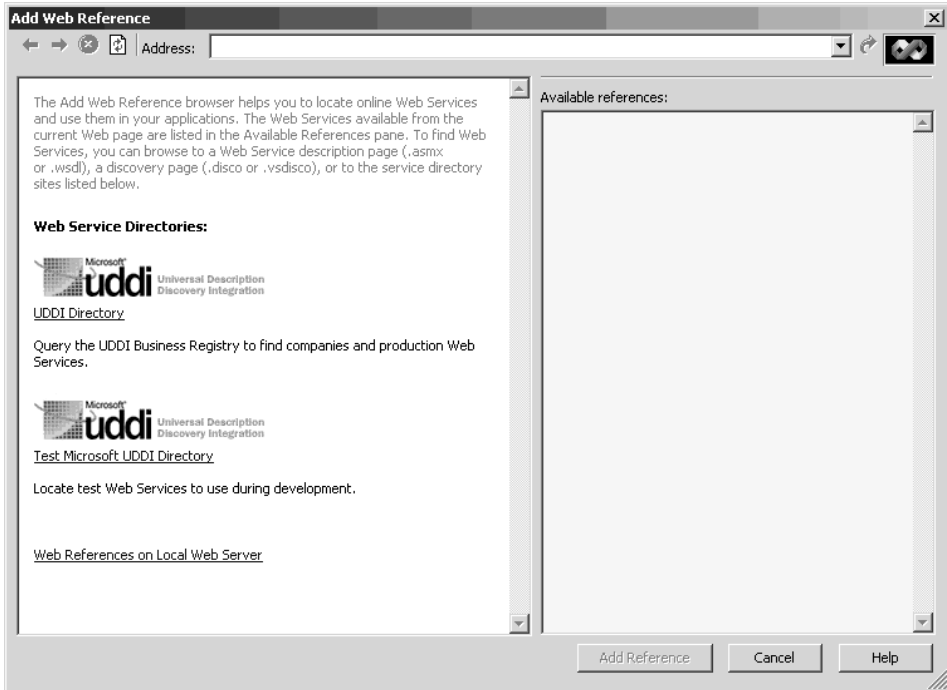 Add Web Reference
Address:
The Add Web Reference browser helps you to locate online Web Services
and use them in your applications. The Web Services available from the
current Web page are listed in the Available References pane. To find Web
Services, you can browse to a Web Service description page (.asmx
or .wsdl), a discovery page (.disco or .vsdisco), or to the service directory
sites listed below.
Web Service Directories:
Microsoft
uddi Universal Description
Discovery Integration
UDDI Directory
Query the UDDI Business Registry to find companies and production Web
Services.
Microsoft
uddi Universal Description
Discovery Integration
Test Microsoft UDDI Directory
Locate test Web Services to use during development.
Web References on Local Web Server
Available references:
Add Reference
Cancel
Help